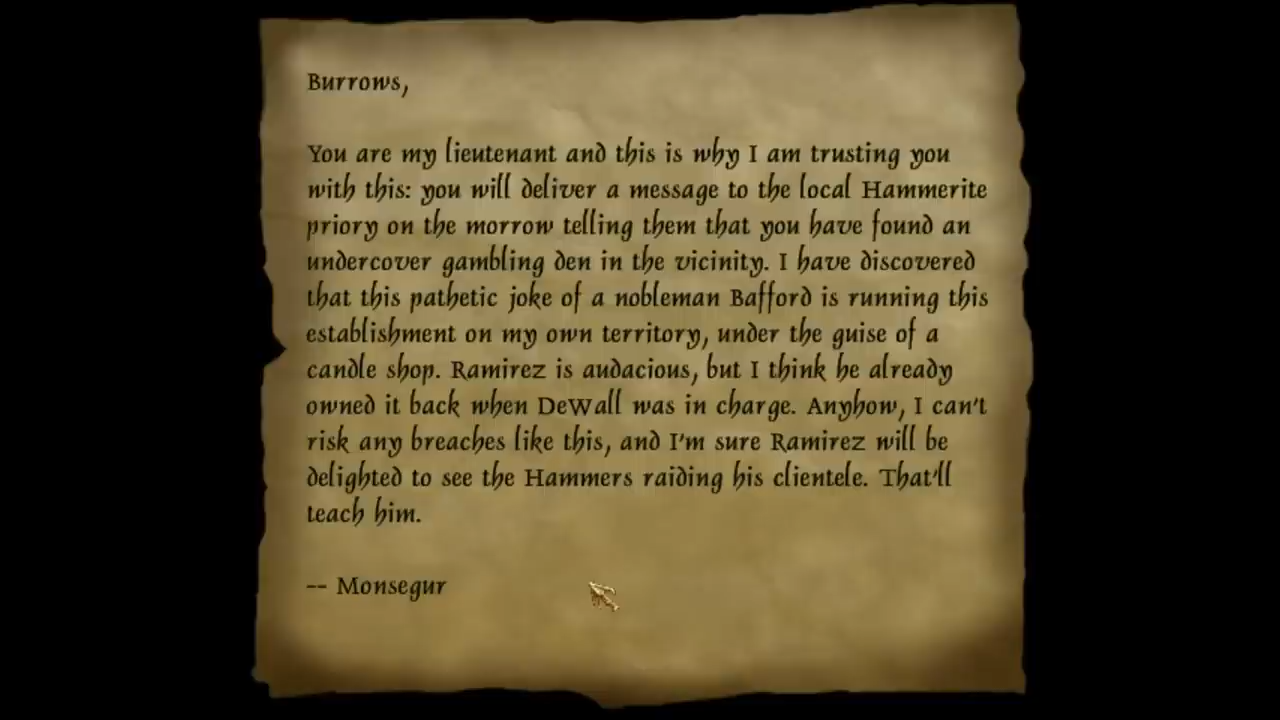 Burrows,
You are my lieutenant and this is why I am trusting you
with this: you will deliver a message to the local Hammerite
priory on the morrow telling them that you have found an
undercover gambling den in the vicinity. I have discovered
that this pathetic joke of a nobleman Bafford is running this
establishment on my own territory, under the guise of a
candle shop. Ramirez is audacious, but I think he already
owned it back when DeWall was in charge. Anyhow, I can't
risk any breaches like this, and I'm sure Ramirez will be
delighted to see the Hammers raiding his clientele. That'll
teach him.
-- Monsegur